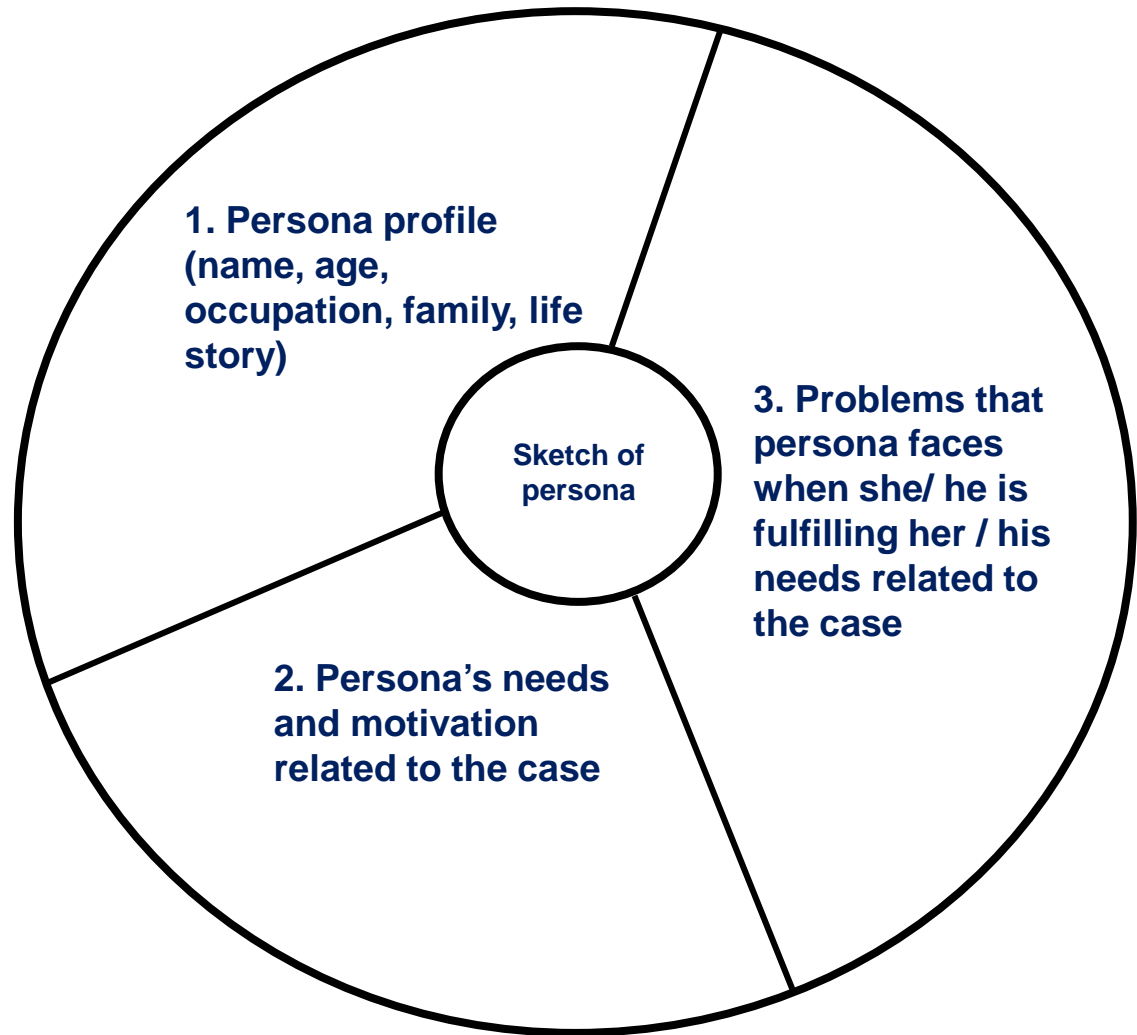 1. Persona profile
(name, age,
occupation, family, life
story)
Sketch of
persona
3. Problems that
persona faces
when she/ he is
fulfilling her / his
needs related to
the case
2. Persona’s needs
and motivation
related to the case